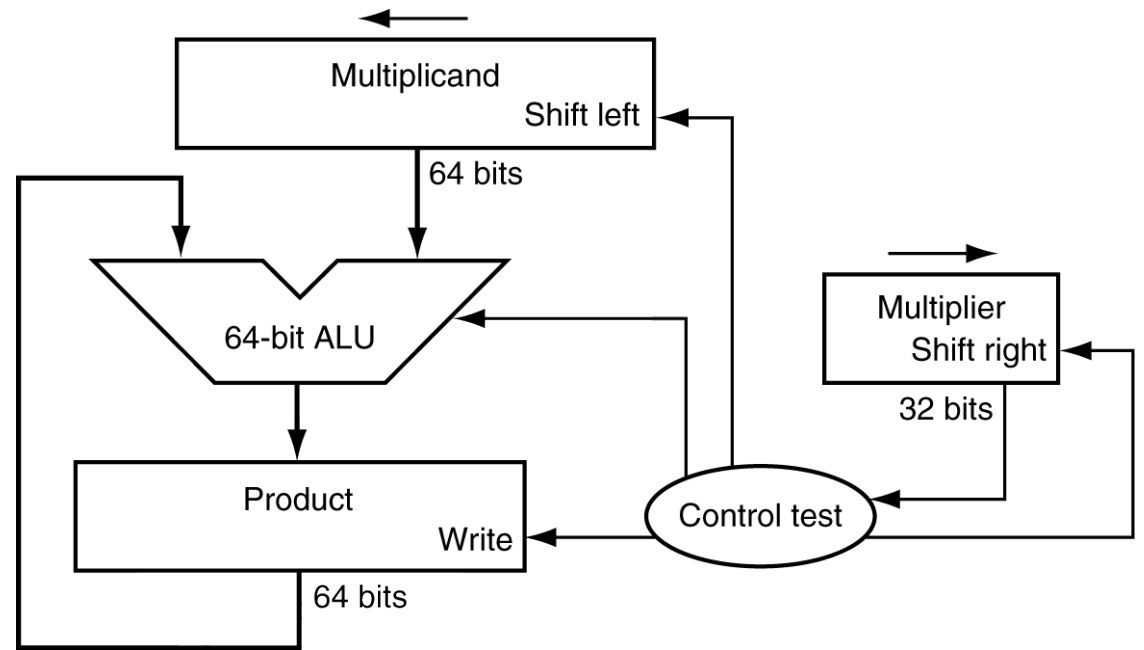 Multiplicand
Shift left
64 bits
64-bit ALU
Multiplier
Shift right
32 bits
Product
Write
Control test
64 bits